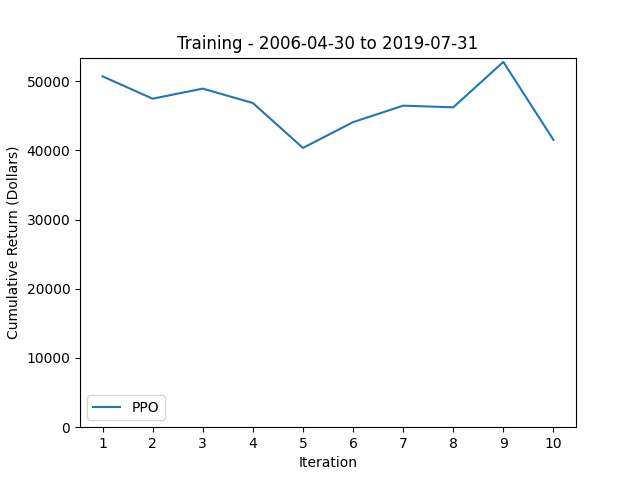 Training - 2006-04-30 to 2019-07-31
Cumulative Return (Dollars)
50000
40000
30000
20000
10000
0
PPO
1 2 3 4 5 6 7 8 9 10
Iteration